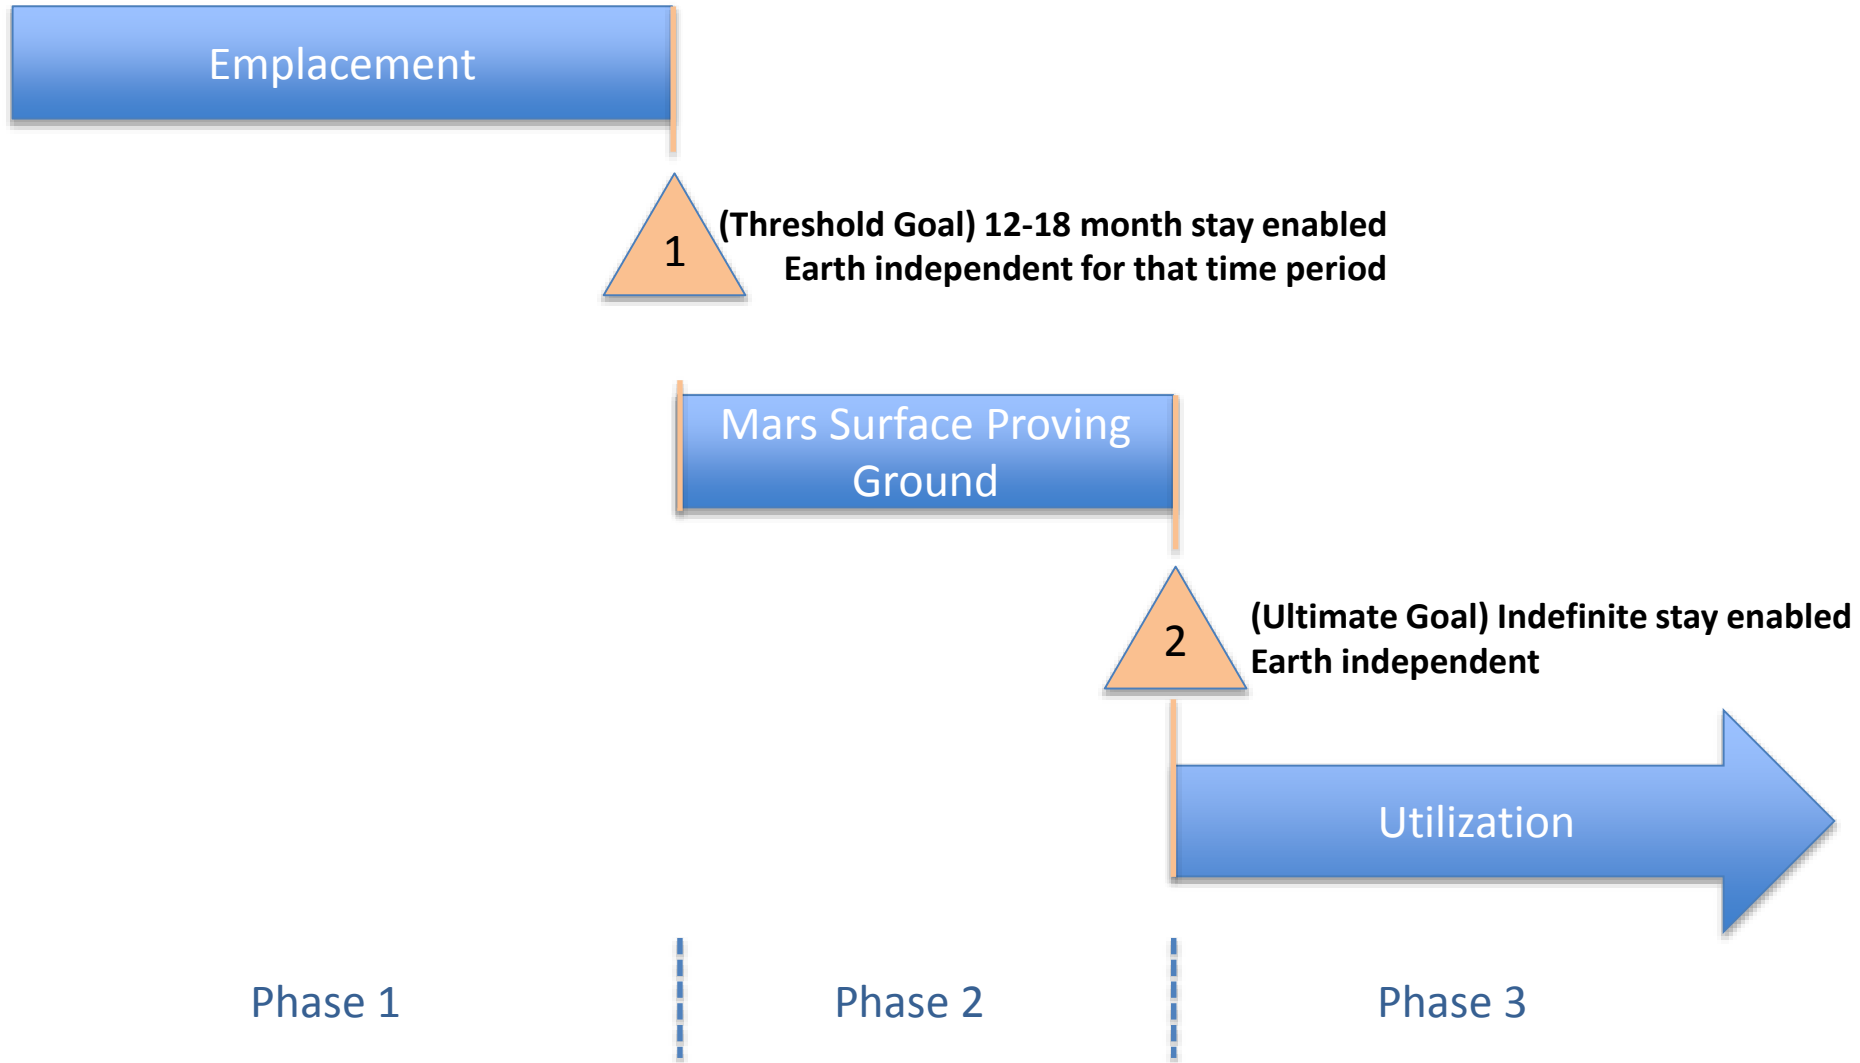 Emplacement
1
(Threshold Goal) 12-18 month stay enabled
Earth independent for that time period
Mars Surface Proving
Ground
2
(Ultimate Goal) Indefinite stay enabled
Earth independent
Utilization
Phase 1
Phase 2
Phase 3